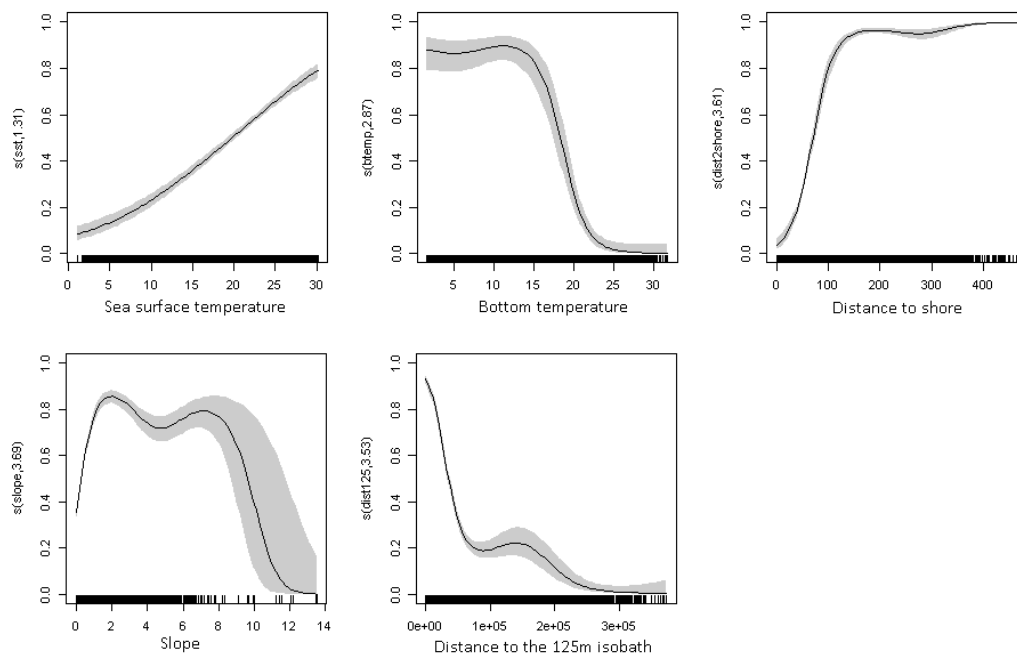 s(sst,1.31)
0.0 0.2 0.4 0.6 0.8 1.0
0 5 10 15 20 25 30
Sea surface temperature
s(btemp,2.87)
0.0 0.2 0.4 0.6 0.8 1.0
5 10 15 20 25 30
Bottom temperature
s(dist2shore,3.61)
0.0 0.2 0.4 0.6 0.8 1.0
0 100 200 300 400
Distance to shore
s(slope,3.69)
0.0 0.2 0.4 0.6 0.8 1.0
0 2 4 6 8 10 12 14
Slope
s(dist125,3.53)
0.0 0.2 0.4 0.6 0.8 1.0
0e+00 1e+05 2e+05 3e+05
Distance to the 125m isobath